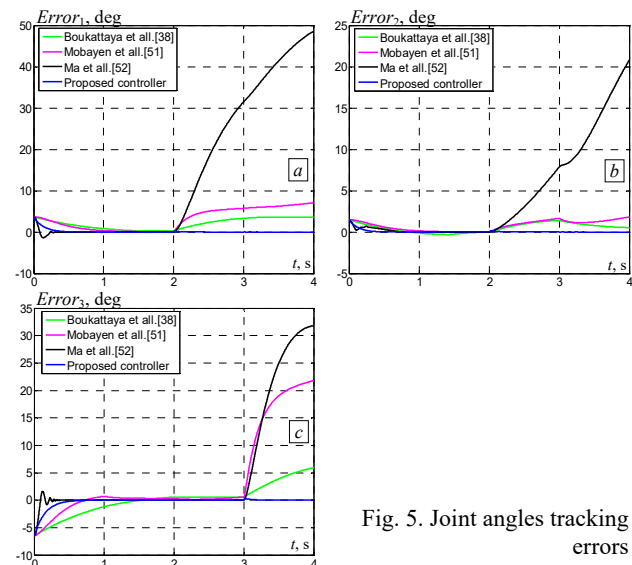 Error₁, deg
50
40
30
20
10
0
-10
0
1
2
3
4
t, s
Boukattaya et all.[38]
Mobayen et all.[51]
Ma et all.[52]
Proposed controller
a
Error₂, deg
25
20
15
10
5
0
-5
0
1
2
3
4
t, s
Boukattaya et all.[38]
Mobayen et all.[51]
Ma et all.[52]
Proposed controller
b
Error₃, deg
35
30
25
20
15
10
5
0
-5
-10
0
1
2
3
4
t, s
Boukattaya et all.[38]
Mobayen et all.[51]
Ma et all.[52]
Proposed controller
c
Fig. 5. Joint angles tracking
errors